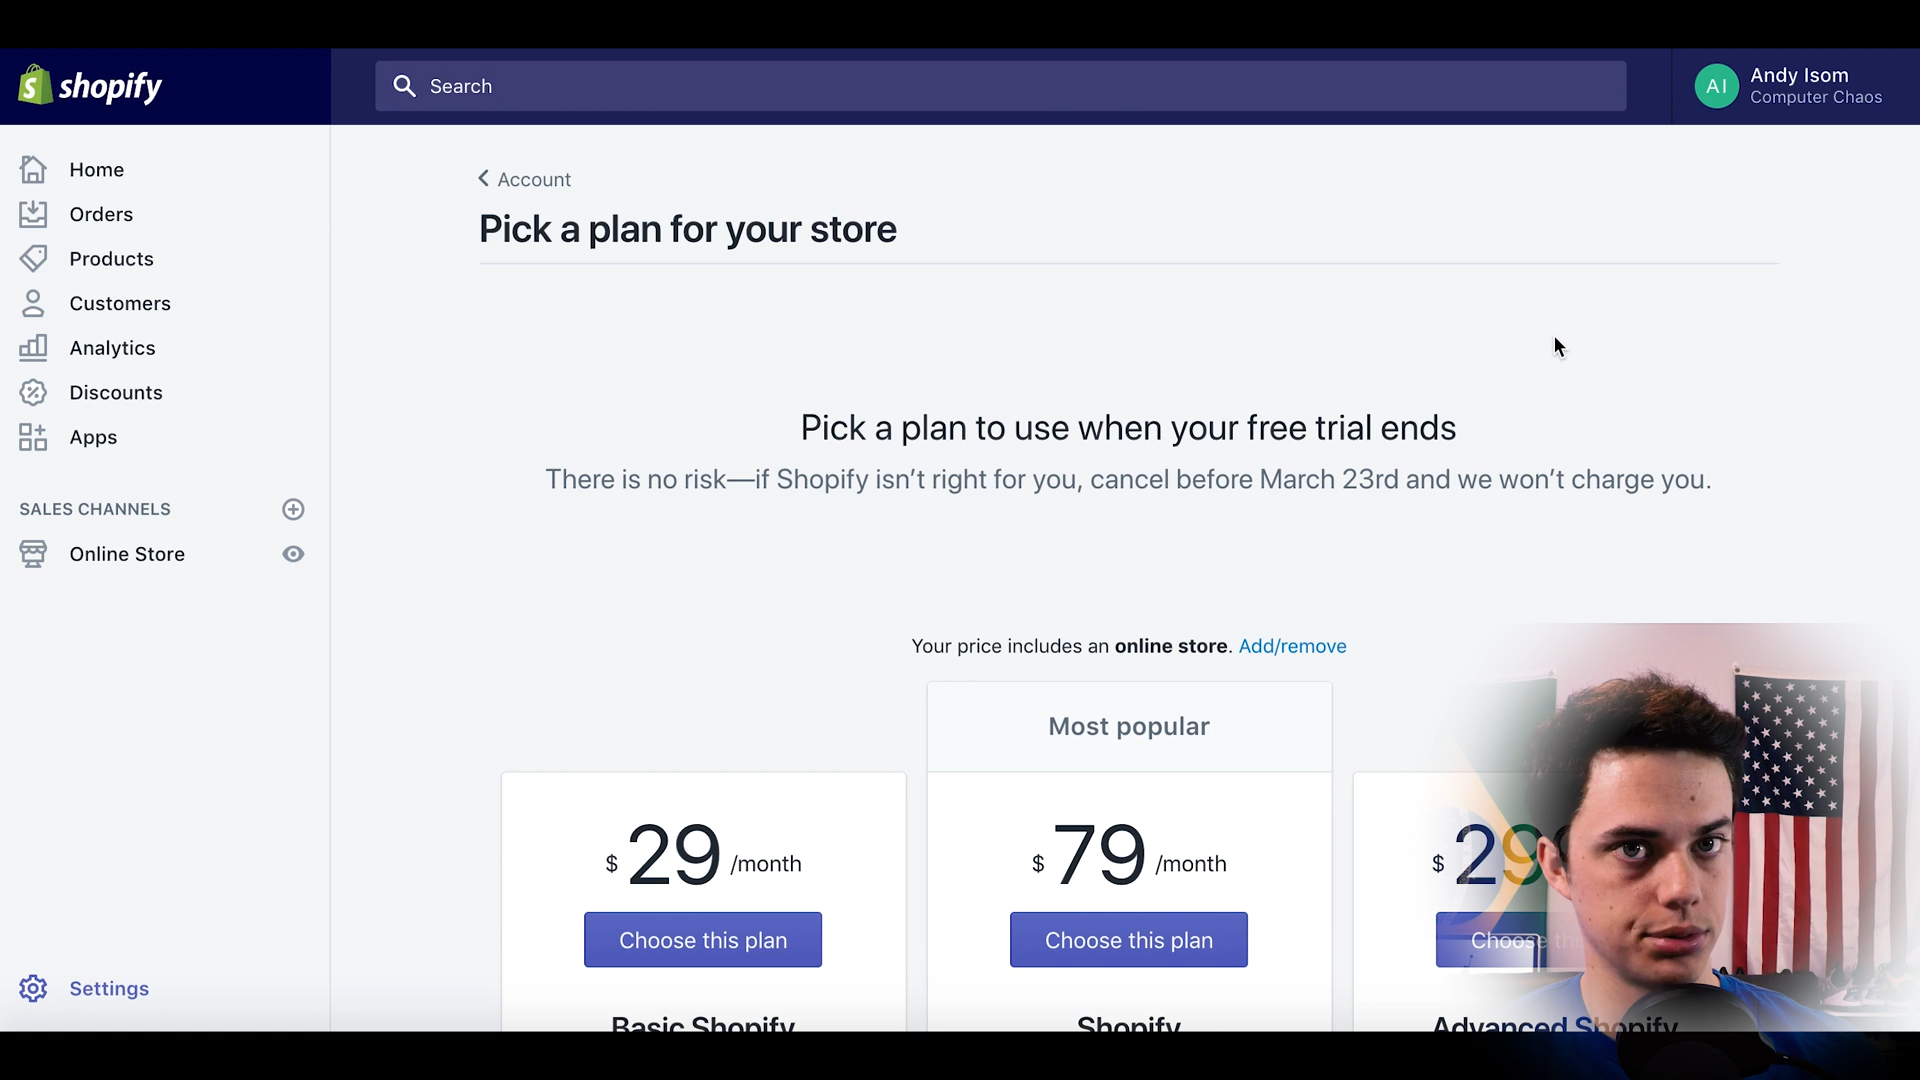 shopify
Search
AI
Andy Isom
Computer Chaos
Home
Orders
Products
Customers
Analytics
Discounts
Apps
SALES CHANNELS
Online Store
Settings
Account
Pick a plan for your store
Pick a plan to use when your free trial ends
There is no risk—if Shopify isn’t right for you, cancel before March 23rd and we won’t charge you.
Your price includes an online store. Add/remove
Most popular
$ 29 /month
$ 79 /month
$ 29
Choose this plan
Choose this plan
Choose
Basic Shopify
Shopify
Advanced Shopify